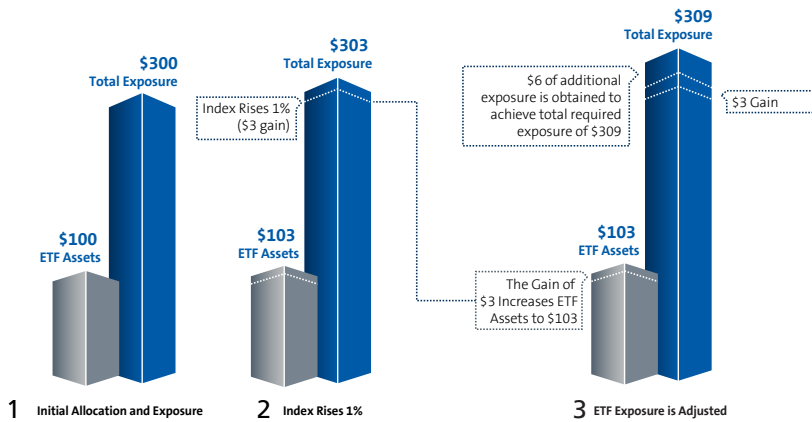 $300
Total Exposure
$100
ETF Assets
1 Initial Allocation and Exposure
$303
Total Exposure
Index Rises 1%
($3 gain)
$103
ETF Assets
2 Index Rises 1%
$309
Total Exposure
$6 of additional
exposure is obtained to
achieve total required
exposure of $309
$3 Gain
$103
ETF Assets
The Gain of
$3 Increases ETF
Assets to $103
3 ETF Exposure is Adjusted